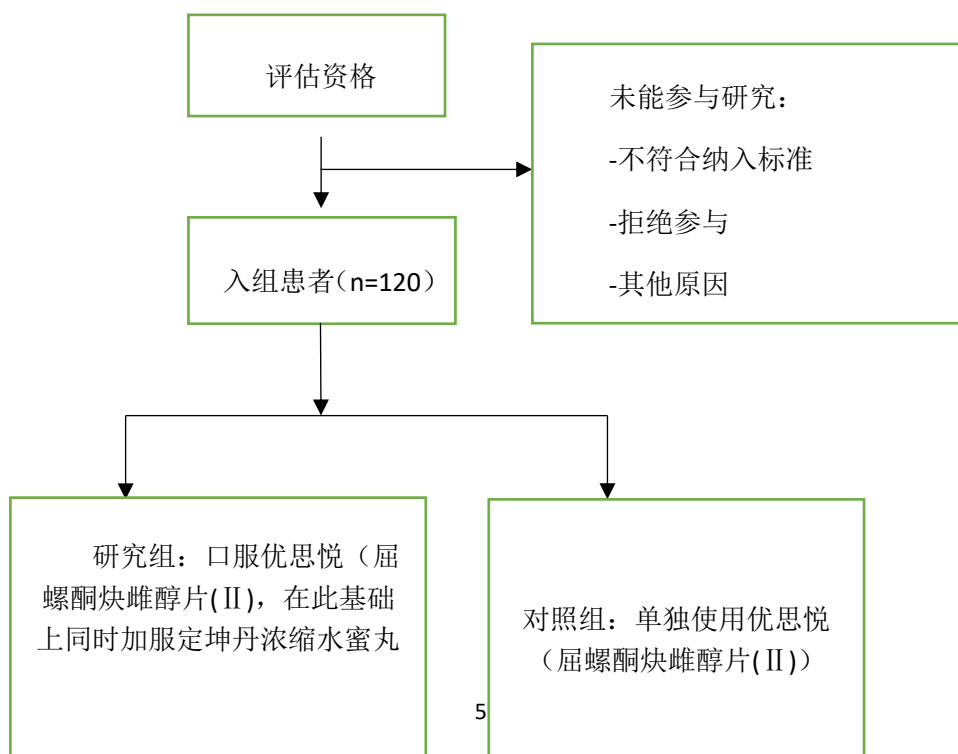 评估资格
未能参与研究：
-不符合纳入标准
-拒绝参与
-其他原因
入组患者（n=120）
研究组：口服优思悦（屈
螺酮炔雌醇片(Ⅱ)，在此基础
上同时加服定坤丹浓缩水蜜丸
对照组：单独使用优思悦
（屈螺酮炔雌醇片(Ⅱ)）
5